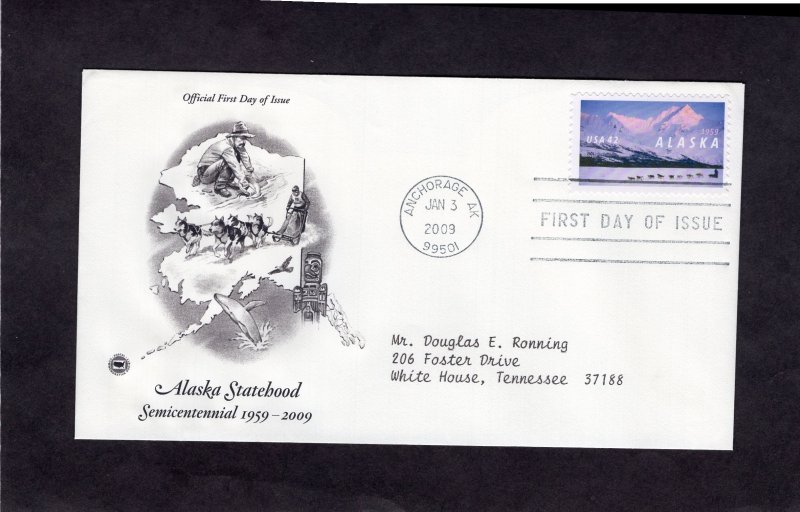 Official First Day of Issue
1959
USA 42
ALASKA
ANCHORAGE AK
JAN 3
2009
99501
FIRST DAY OF ISSUE
Mr. Douglas E. Ronning
206 Foster Drive
White House, Tennessee 37188
Alaska Statehood
Semicentennial 1959–2009